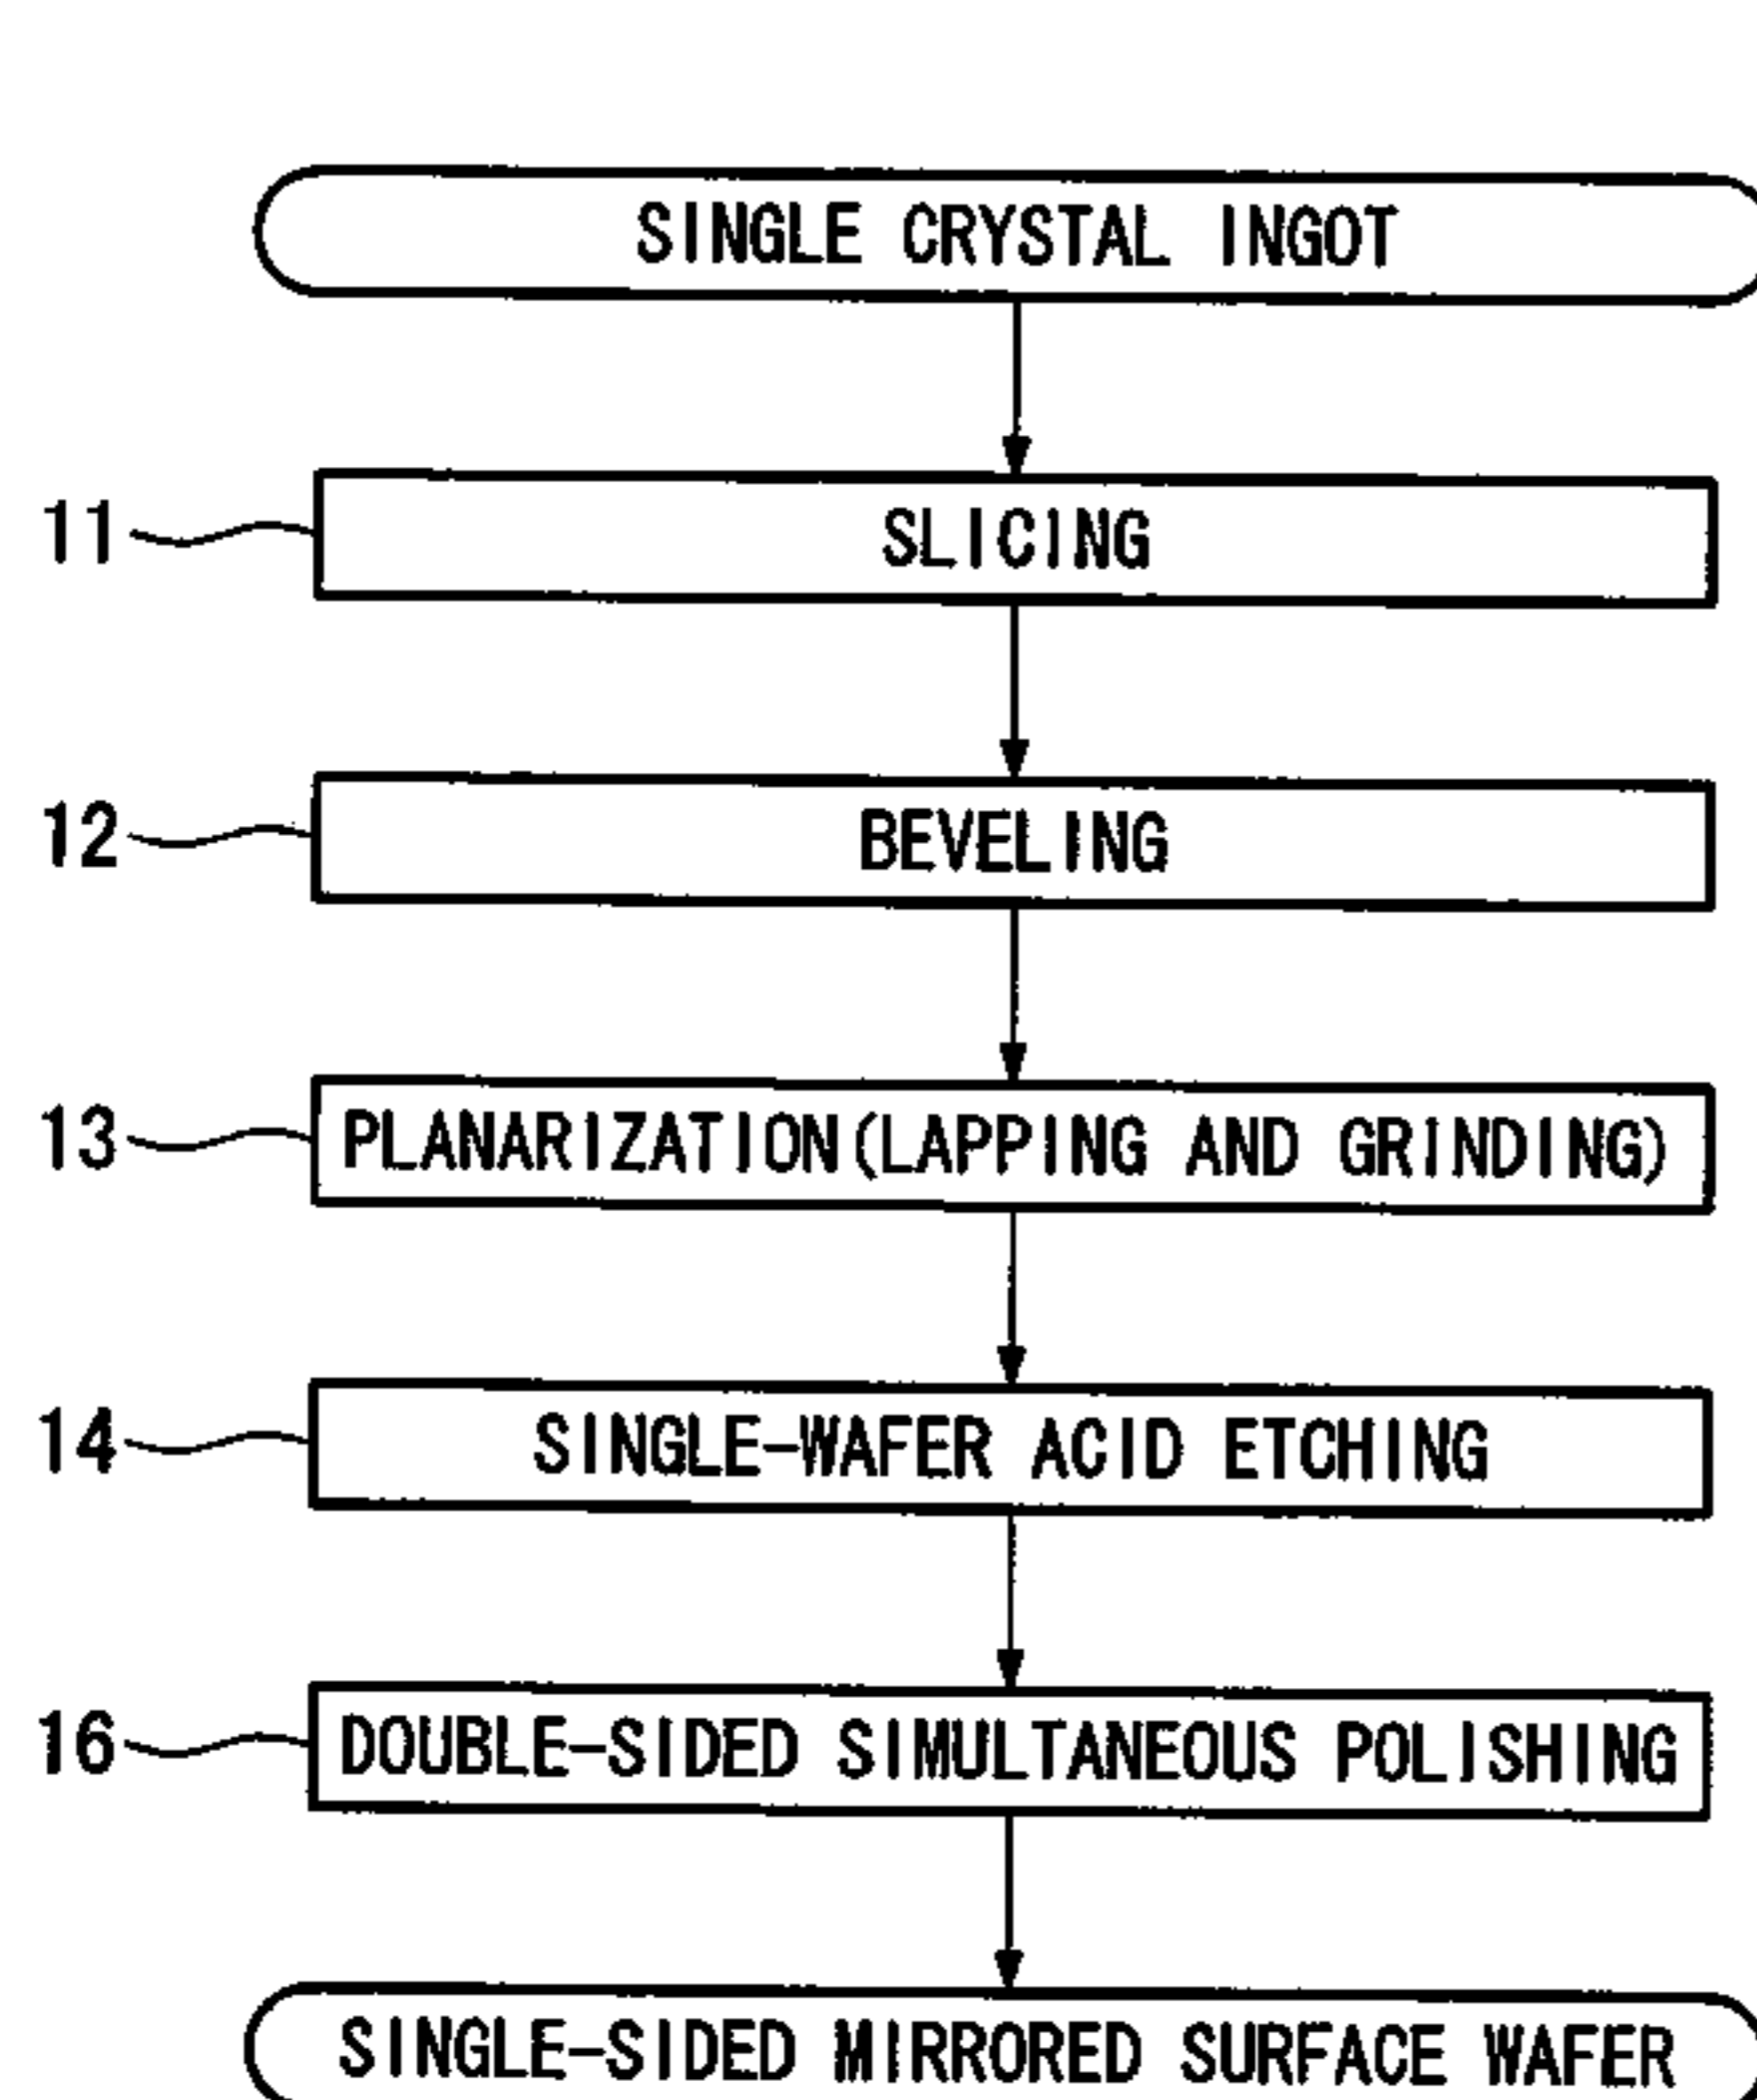 SINGLE CRYSTAL INGOT
11 SLICING
12 BEVELING
13 PLANARIZATION(LAPPING AND GRINDING)
14 SINGLE-WAFER ACID ETCHING
16 DOUBLE-SIDED SIMULTANEOUS POLISHING
SINGLE-SIDED MIRRORED SURFACE WAFER